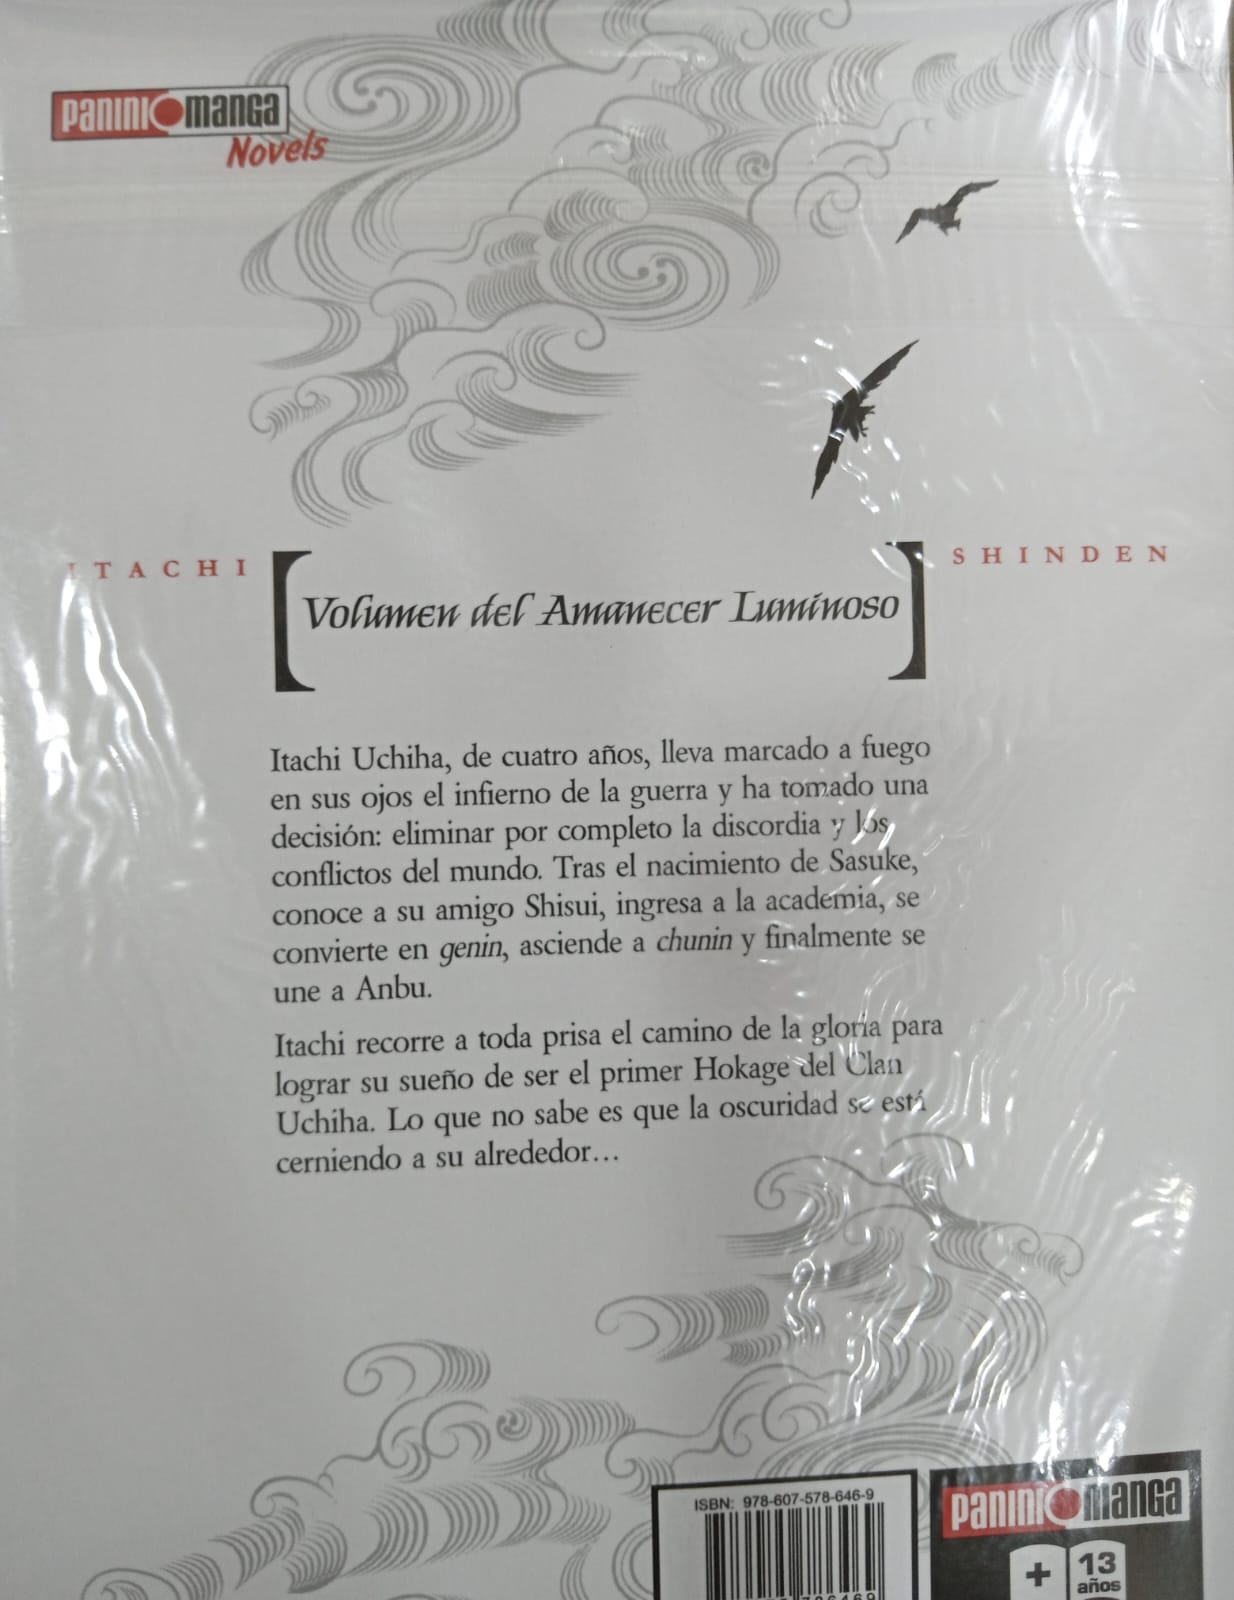 PANINI MANGA
Novels
ITACHI
SHINDEN
Volumen del Amanecer Luminoso
Itachi Uchiha, de cuatro años, lleva marcado a fuego
en sus ojos el infierno de la guerra y ha tomado una
decisión: eliminar por completo la discordia y los
conflictos del mundo. Tras el nacimiento de Sasuke,
conoce a su amigo Shisui, ingresa a la academia, se
convierte en genin, asciende a chunin y finalmente se
une a Anbu.
Itachi recorre a toda prisa el camino de la gloria para
lograr su sueño de ser el primer Hokage del Clan
Uchiha. Lo que no sabe es que la oscuridad se está
cerniendo a su alrededor...
ISBN: 978-607-578-646-9
PANINI MANGA
+ 13
años